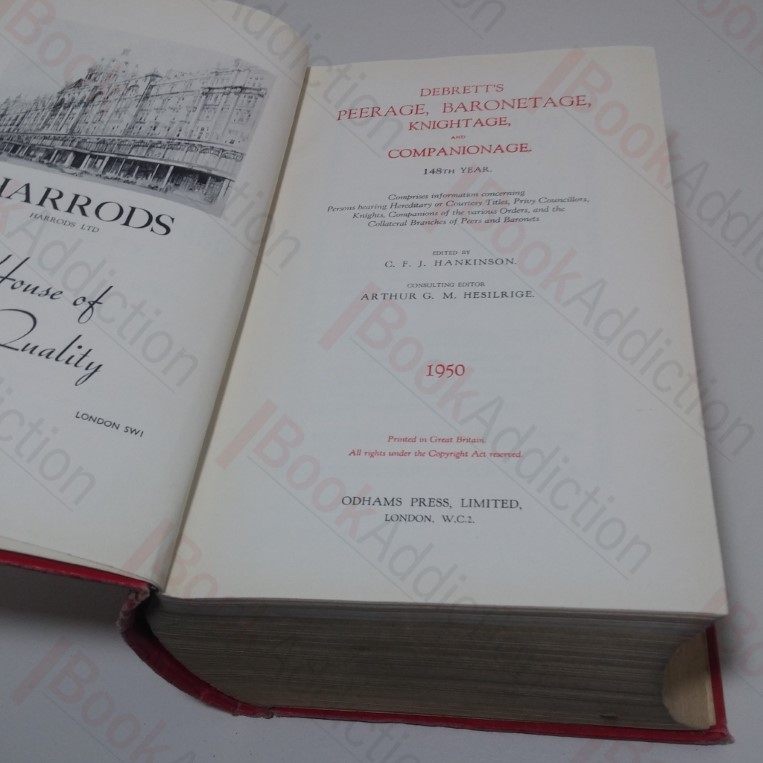 HARRODS
HARRODS LTD
House of
Quality
LONDON SW1
DEBRETT'S
PEERAGE, BARONETAGE,
KNIGHTAGE,
AND
COMPANIONAGE.
148TH YEAR.
Comprises information concerning
Persons bearing Hereditary or Courtesy Titles, Privy Councillors,
Knights, Companions of the various Orders, and the
Collateral Branches of Peers and Baronets
EDITED BY
C. F. J. HANKINSON.
CONSULTING EDITOR
ARTHUR G. M. HESILRIGE.
1950
Printed in Great Britain.
All rights under the Copyright Act reserved.
ODHAMS PRESS, LIMITED,
LONDON, W.C.2.
BookAddiction